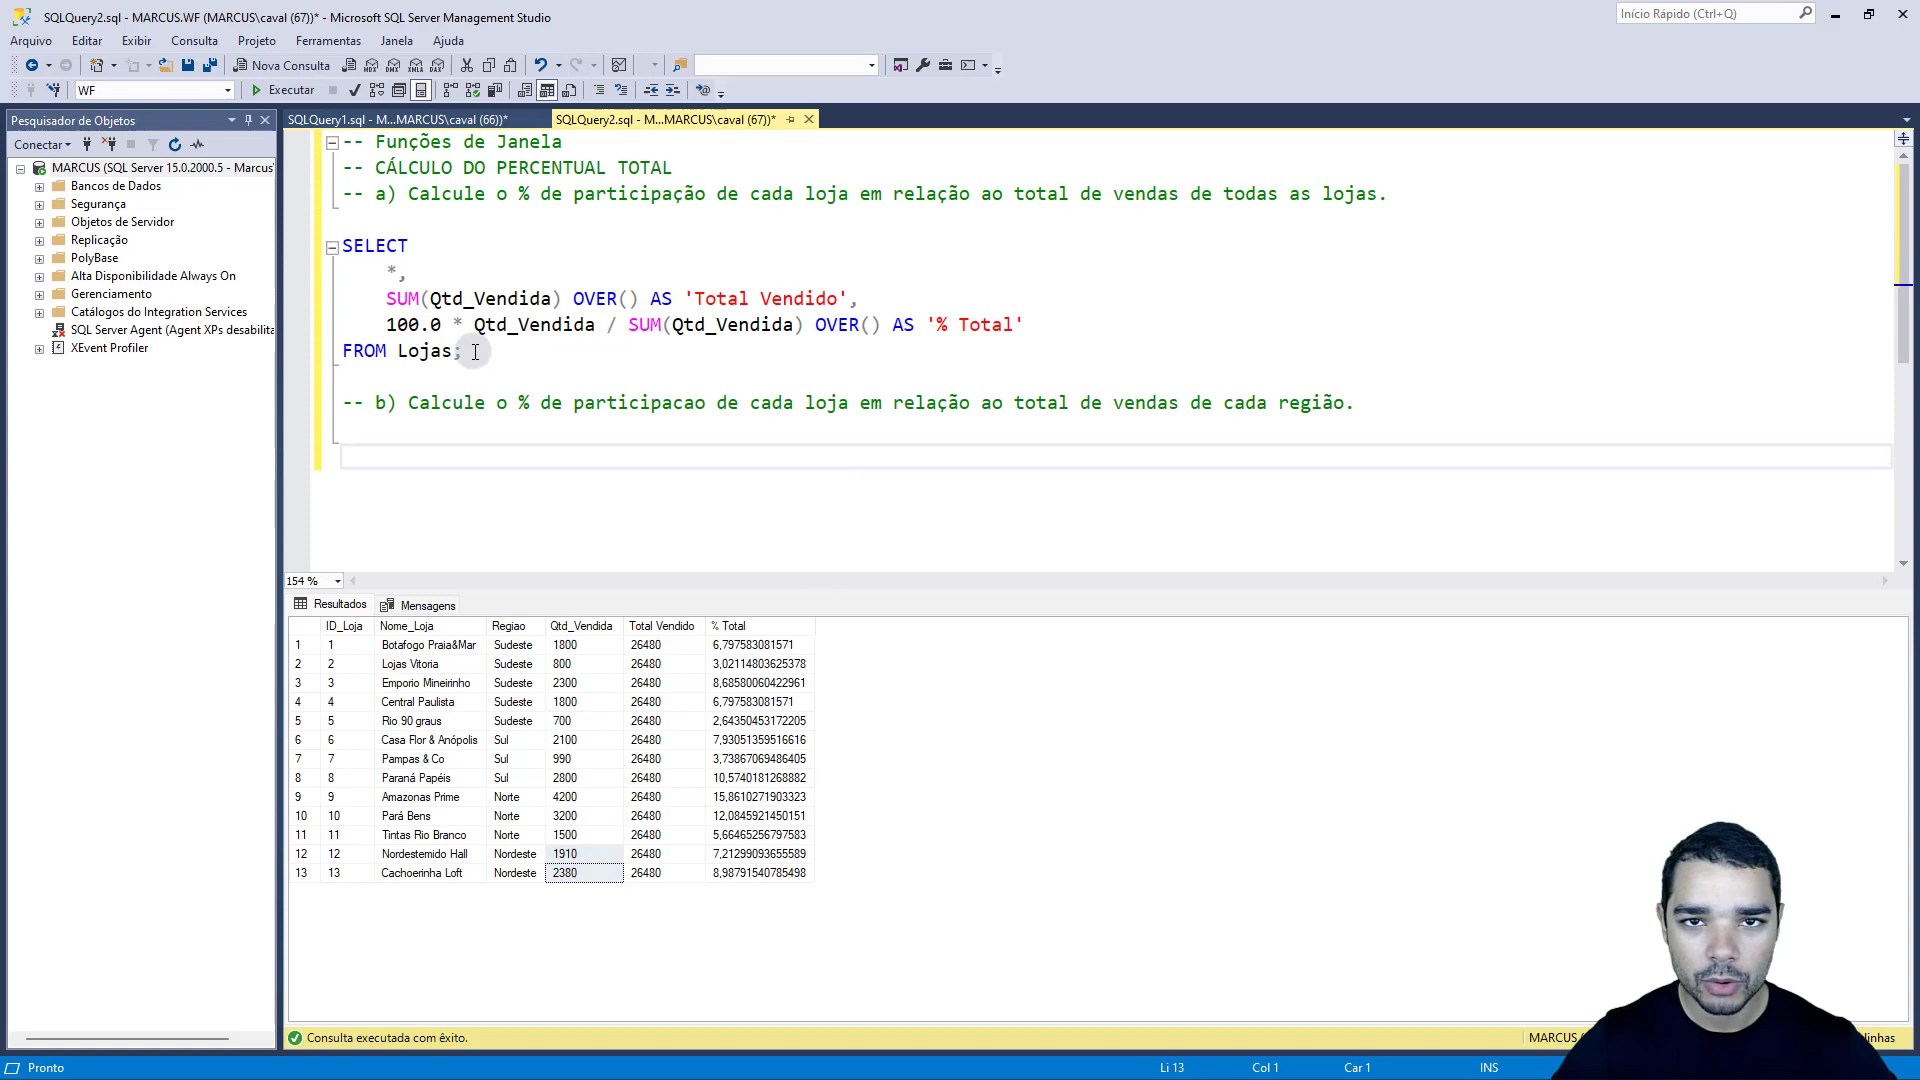 SQLQuery2.sql - MARCUS.WF (MARCUS\caval (67))* - Microsoft SQL Server Management Studio
Início Rápido (Ctrl+Q)
Arquivo Editar Exibir Consulta Projeto Ferramentas Janela Ajuda
Nova Consulta
WF Executar
Pesquisador de Objetos
SQLQuery1.sql - M...MARCUS\caval (66))* SQLQuery2.sql - M...MARCUS\caval (67))*
Conectar
MARCUS (SQL Server 15.0.2000.5 - Marcus
Bancos de Dados
Segurança
Objetos de Servidor
Replicação
PolyBase
Alta Disponibilidade Always On
Gerenciamento
Catálogos do Integration Services
SQL Server Agent (Agent XPs desabilita
XEvent Profiler
-- Funções de Janela
-- CÁLCULO DO PERCENTUAL TOTAL
-- a) Calcule o % de participação de cada loja em relação ao total de vendas de todas as lojas.
SELECT
*,
SUM(Qtd_Vendida) OVER() AS 'Total Vendido',
100.0 * Qtd_Vendida / SUM(Qtd_Vendida) OVER() AS '% Total'
FROM Lojas;
-- b) Calcule o % de participacao de cada loja em relação ao total de vendas de cada região.
154 %
Resultados Mensagens
ID_Loja Nome_Loja Regiao Qtd_Vendida Total Vendido % Total
1 1 Botafogo Praia&Mar Sudeste 1800 26480 6,797583081571
2 2 Lojas Vitoria Sudeste 800 26480 3,02114803625378
3 3 Emporio Mineirinho Sudeste 2300 26480 8,68580060422961
4 4 Central Paulista Sudeste 1800 26480 6,797583081571
5 5 Rio 90 graus Sudeste 700 26480 2,64350453172205
6 6 Casa Flor & Anópolis Sul 2100 26480 7,93051359516616
7 7 Pampas & Co Sul 990 26480 3,73867069486405
8 8 Paraná Papéis Sul 2800 26480 10,5740181268882
9 9 Amazonas Prime Norte 4200 26480 15,8610271903323
10 10 Pará Bens Norte 3200 26480 12,0845921450151
11 11 Tintas Rio Branco Norte 1500 26480 5,66465256797583
12 12 Nordestemido Hall Nordeste 1910 26480 7,21299093655589
13 13 Cachoerinha Loft Nordeste 2380 26480 8,98791540785498
Consulta executada com êxito.
MARCUS
linhas
Pronto
Li 13 Col 1 Car 1 INS